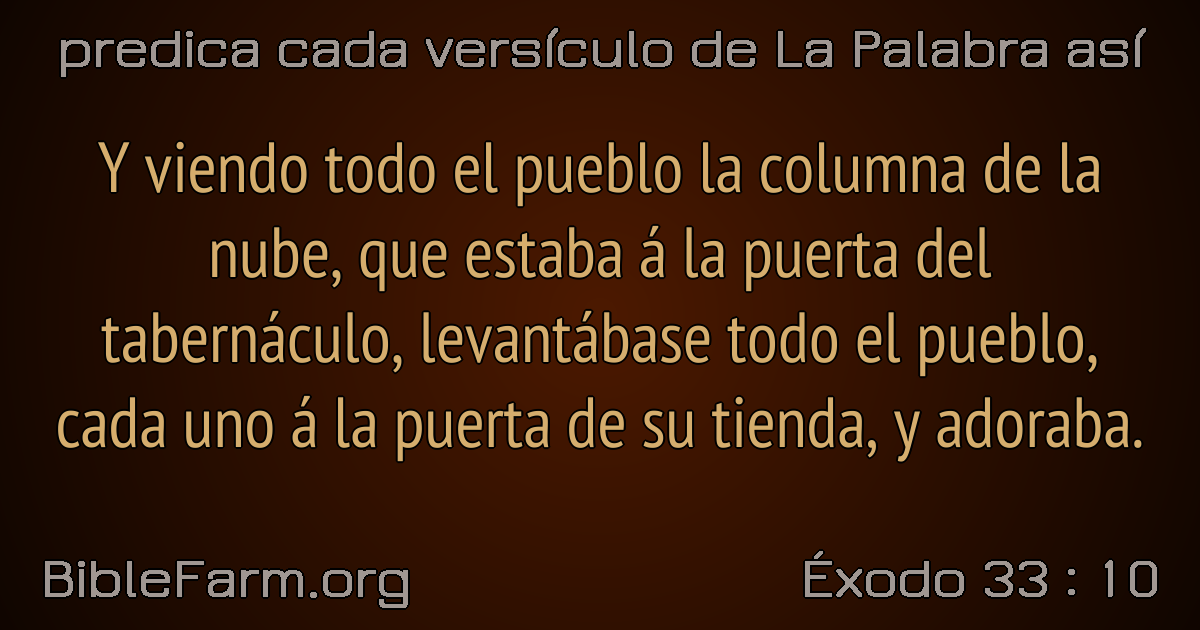 predica cada versículo de La Palabra así
Y viendo todo el pueblo la columna de la
nube, que estaba á la puerta del
tabernáculo, levantábase todo el pueblo,
cada uno á la puerta de su tienda, y adoraba.
BibleFarm.org
Éxodo 33 : 10